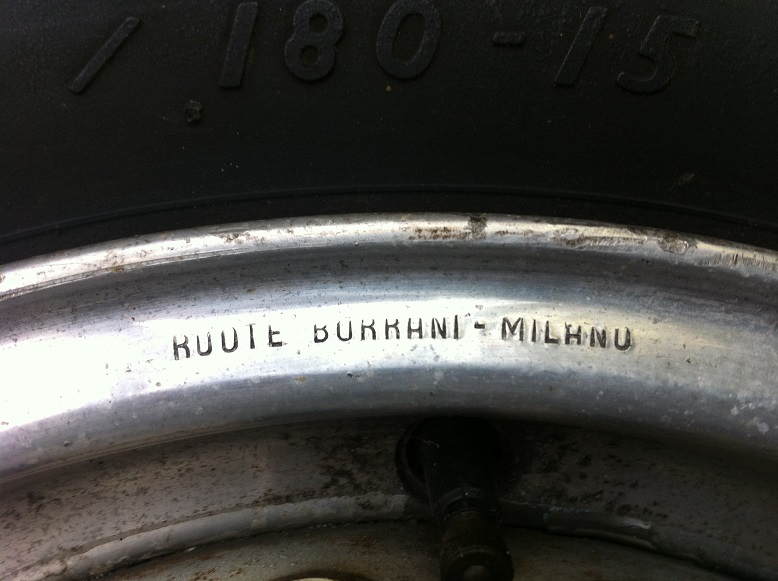 / 180-15
RUOTE BORRANI - MILANO